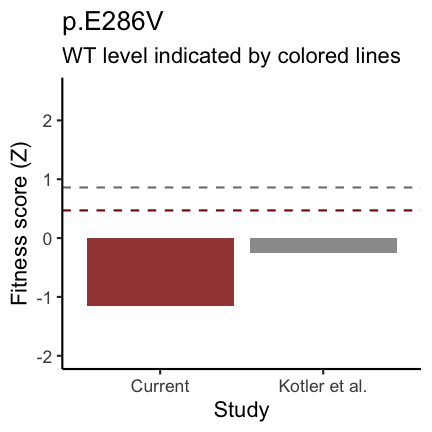 p.E286V
WT level indicated by colored lines
Fitness score (Z)
2
1
0
-1
-2
Current
Kotler et al.
Study